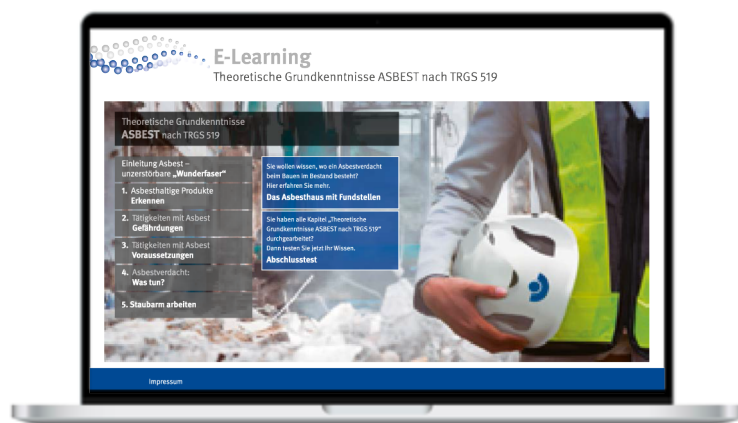 E-Learning
Theoretische Grundkenntnisse ASBEST nach TRGS 519
Theoretische Grundkenntnisse
ASBEST nach TRGS 519
Einleitung Asbest –
unzerstörbare „Wunderfaser“
1. Asbesthaltige Produkte
Erkennen
2. Tätigkeiten mit Asbest
Gefährdungen
3. Tätigkeiten mit Asbest
Voraussetzungen
4. Asbestverdacht:
Was tun?
5. Staubarm arbeiten
Sie wollen wissen, wo ein Asbestverdacht
beim Bauen im Bestand besteht?
Hier erfahren Sie mehr.
Das Asbesthaus mit Fundstellen
Sie haben alle Kapitel „Theoretische
Grundkenntnisse ASBEST nach TRGS 519“
durchgearbeitet?
Dann testen Sie jetzt Ihr Wissen.
Abschlusstest
Impressum